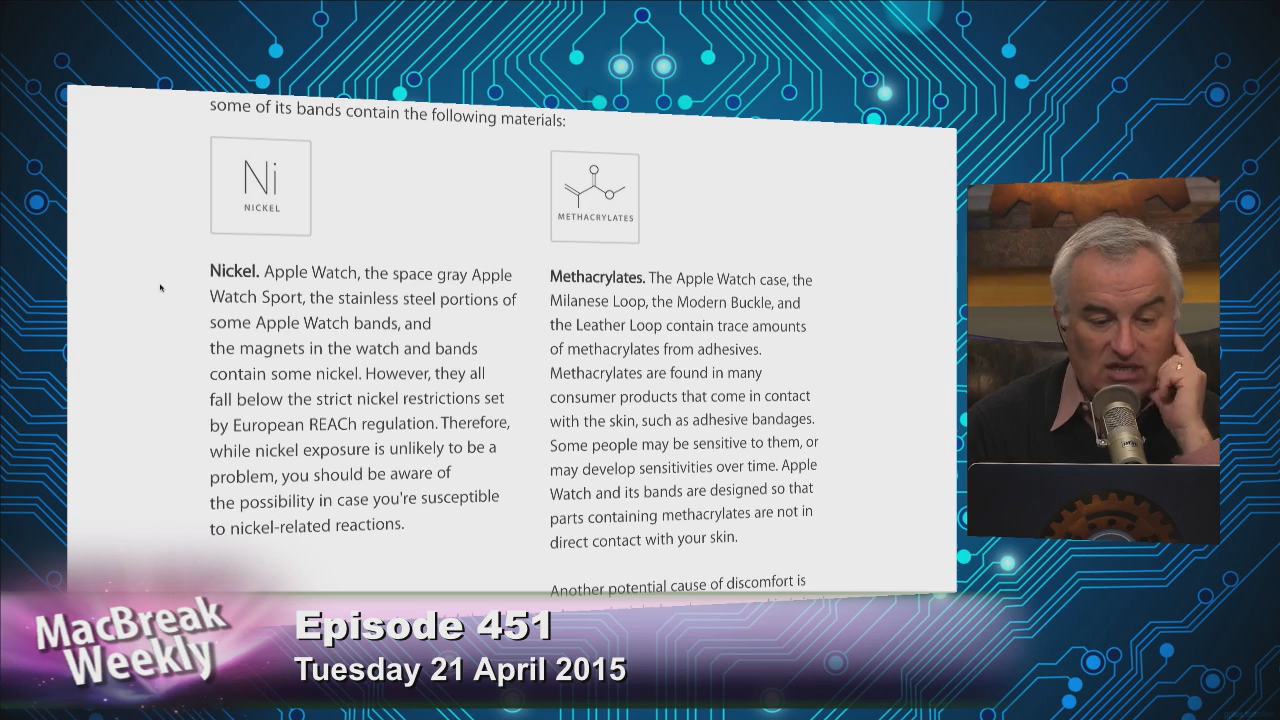 some of its bands contain the following materials:
Ni
NICKEL
Nickel. Apple Watch, the space gray Apple
Watch Sport, the stainless steel portions of
some Apple Watch bands, and
the magnets in the watch and bands
contain some nickel. However, they all
fall below the strict nickel restrictions set
by European REACh regulation. Therefore,
while nickel exposure is unlikely to be a
problem, you should be aware of
the possibility in case you're susceptible
to nickel-related reactions.
O
O
METHACRYLATES
Methacrylates. The Apple Watch case, the
Milanese Loop, the Modern Buckle, and
the Leather Loop contain trace amounts
of methacrylates from adhesives.
Methacrylates are found in many
consumer products that come in contact
with the skin, such as adhesive bandages.
Some people may be sensitive to them, or
may develop sensitivities over time. Apple
Watch and its bands are designed so that
parts containing methacrylates are not in
direct contact with your skin.
Another potential cause of discomfort is
MacBreak
Weekly
Episode 451
Tuesday 21 April 2015